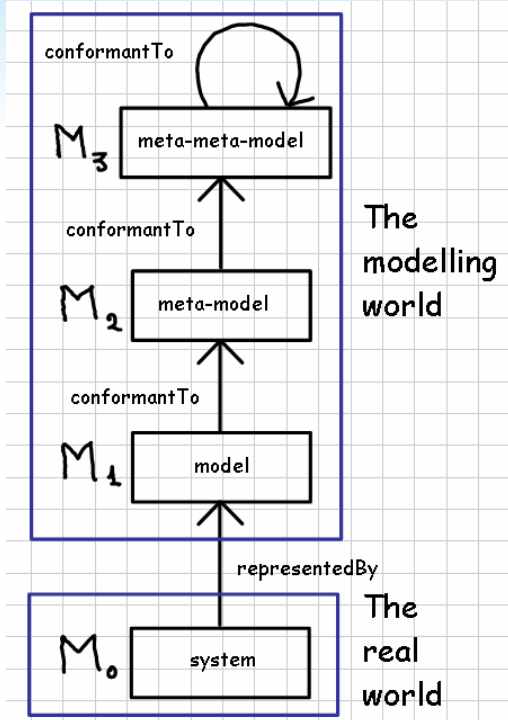 conformantTo
M3
meta-meta-model
conformantTo
The
modelling
world
M2
meta-model
conformantTo
M1
model
representedBy
The
real
world
M0
system